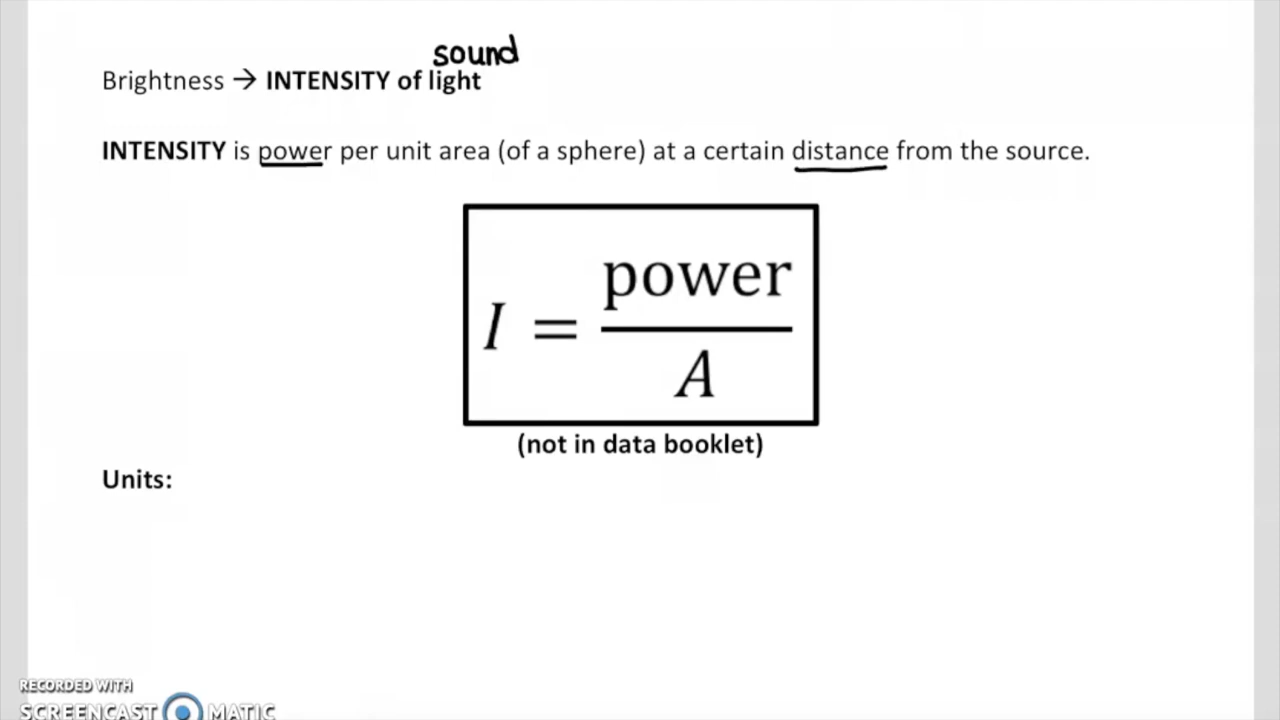 sound
Brightness → INTENSITY of light
INTENSITY is power per unit area (of a sphere) at a certain distance from the source.
I = power / A
(not in data booklet)
Units:
RECORDED WITH
SCREENCAST MATIC